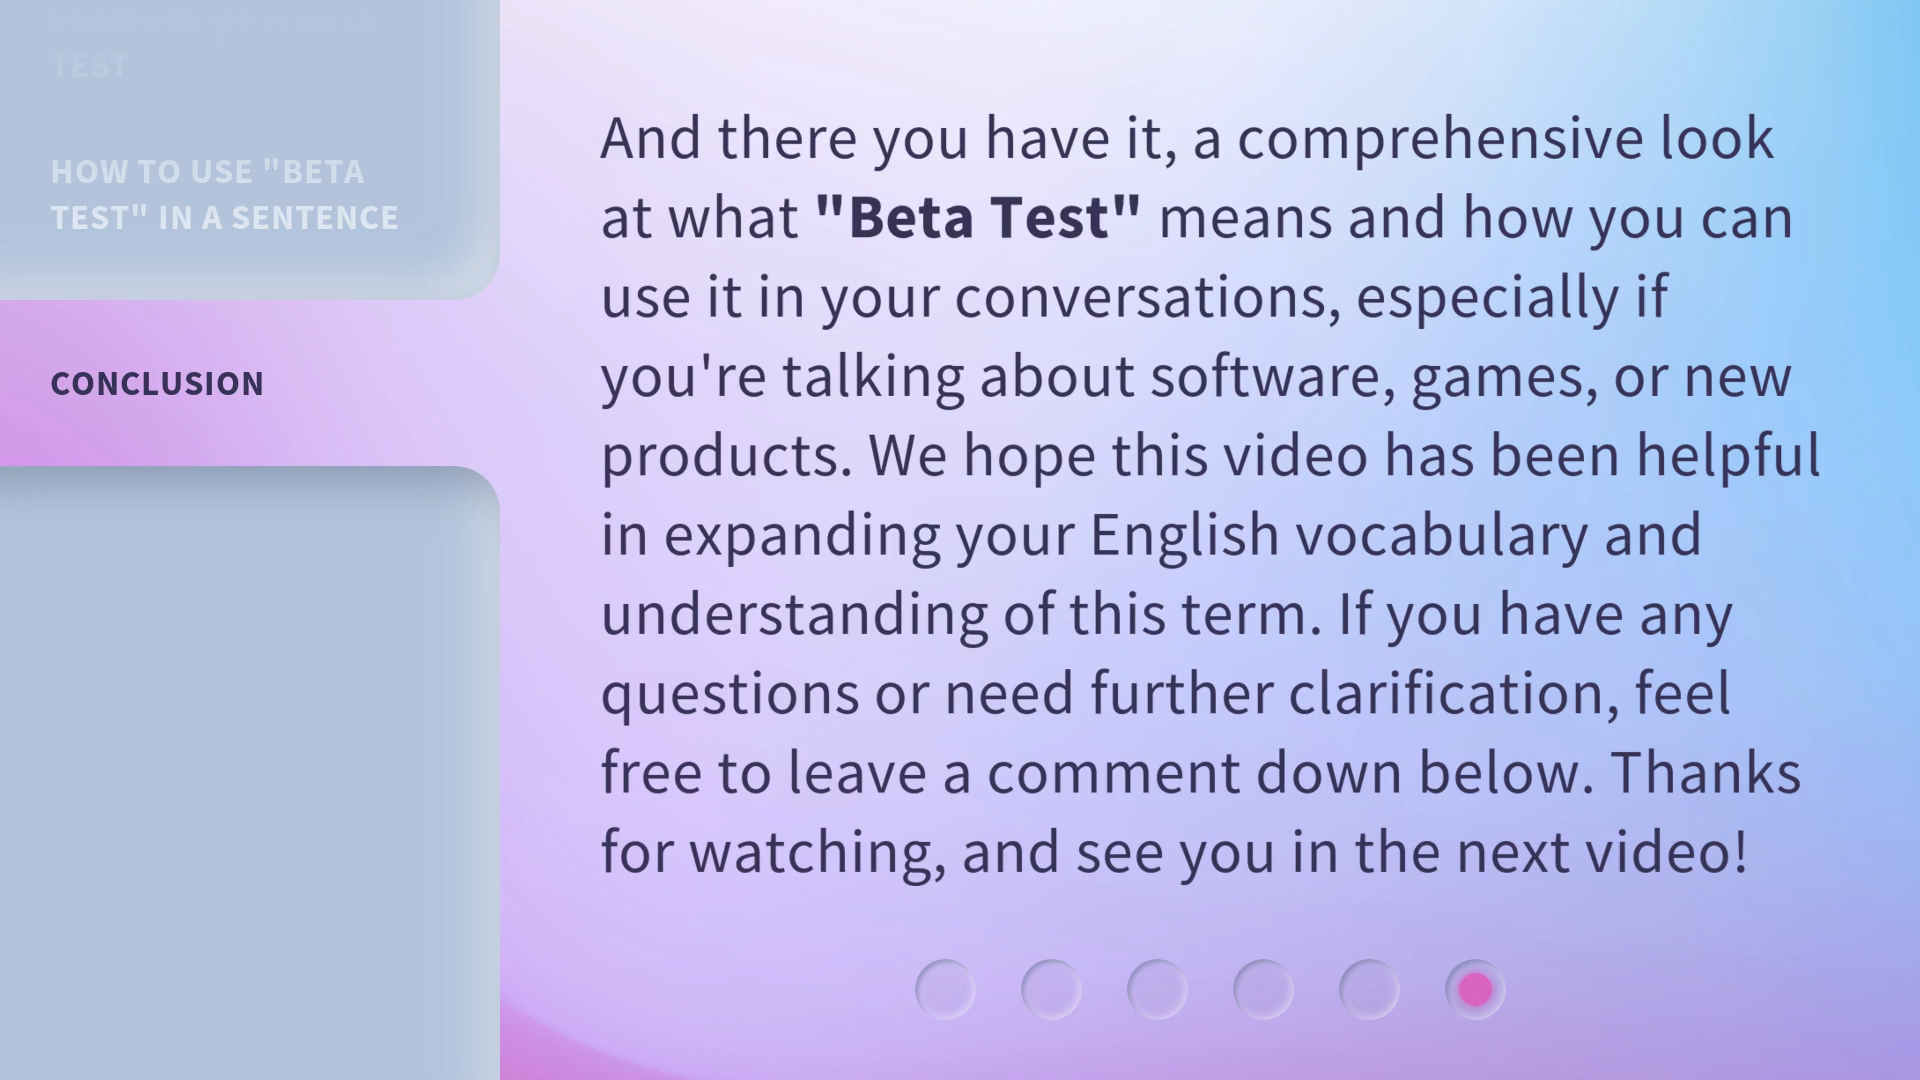 TEST
HOW TO USE "BETA
TEST" IN A SENTENCE
CONCLUSION
And there you have it, a comprehensive look
at what "Beta Test" means and how you can
use it in your conversations, especially if
you're talking about software, games, or new
products. We hope this video has been helpful
in expanding your English vocabulary and
understanding of this term. If you have any
questions or need further clarification, feel
free to leave a comment down below. Thanks
for watching, and see you in the next video!